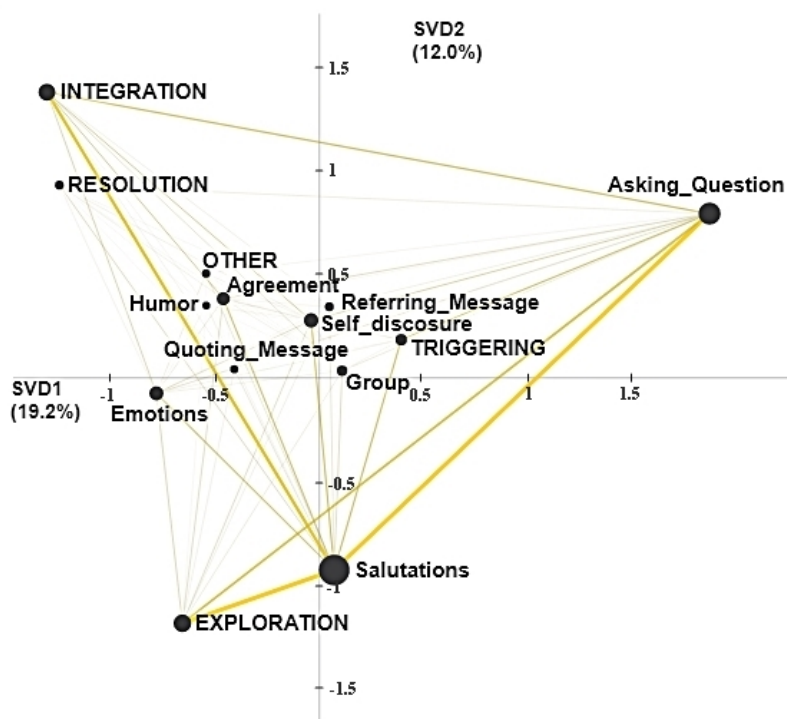 SVD2
(12.0%)
1.5
INTEGRATION
1
RESOLUTION
Asking_Question
OTHER
0.5
Agreement
Humor
Referring_Message
Self_discosure
Quoting_Message
TRIGGERING
SVD1
(19.2%)
-1
-0.5
Group
0.5
1
1.5
Emotions
-0.5
Salutations
-1
EXPLORATION
-1.5